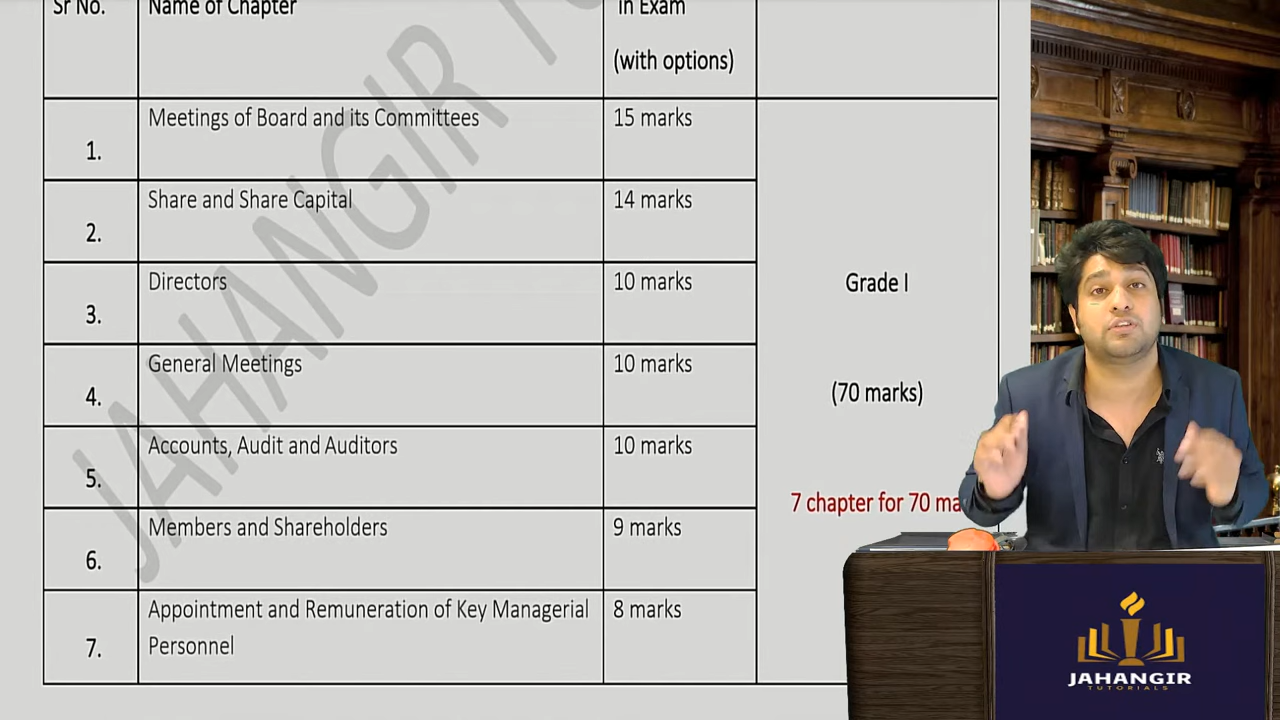 Sr No.
Name of Chapter
in Exam
(with options)
1.
Meetings of Board and its Committees
15 marks
2.
Share and Share Capital
14 marks
3.
Directors
10 marks
Grade I
4.
General Meetings
10 marks
(70 marks)
5.
Accounts, Audit and Auditors
10 marks
7 chapter for 70 ma
6.
Members and Shareholders
9 marks
7.
Appointment and Remuneration of Key Managerial
Personnel
8 marks
JAHANGIR TU
JAHANGIR
TUTORIALS